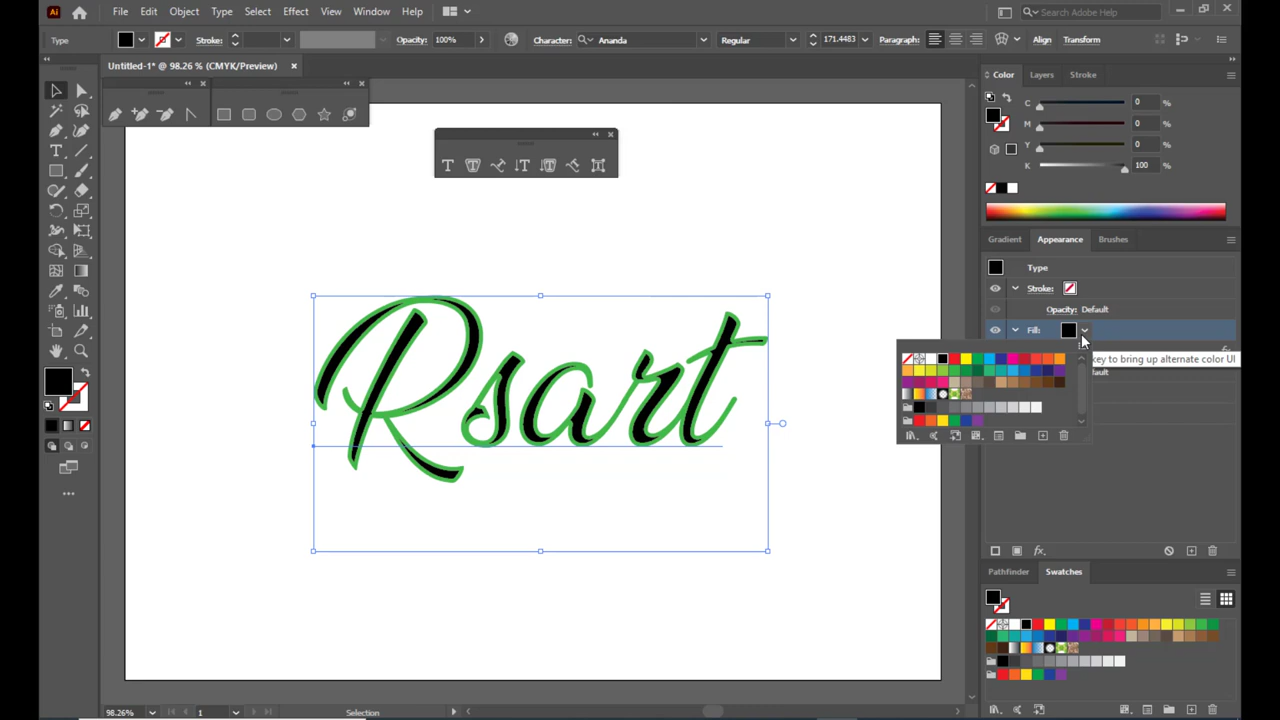 Ai File Edit Object Type Select Effect View Window Help Search Adobe Help
Type Stroke: Opacity: 100% Character: Ananda Regular 171.4483 Paragraph: Align Transform
Untitled-1* @ 98.26 % (CMYK/Preview)
Color Layers Stroke
C 0 %
M 0 %
Y 0 %
K 100 %
Gradient Appearance Brushes
Type
Stroke:
Opacity: Default
Fill:
key to bring up alternate color UI
Rsart
Pathfinder Swatches
98.26% 1 Selection